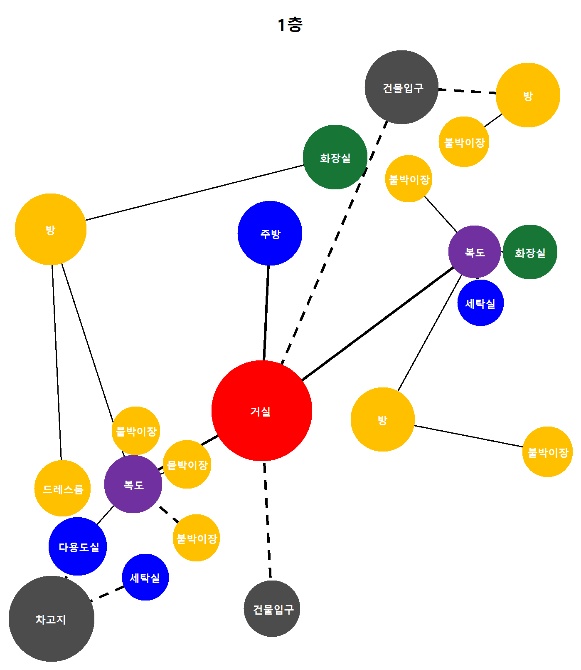 1층
건물입구
방
붙박이장
화장실
붙박이장
방
주방
복도
화장실
세탁실
거실
방
붙박이장
붙박이장
붙박이장
복도
드레스룸
붙박이장
다용도실
세탁실
차고지
건물입구